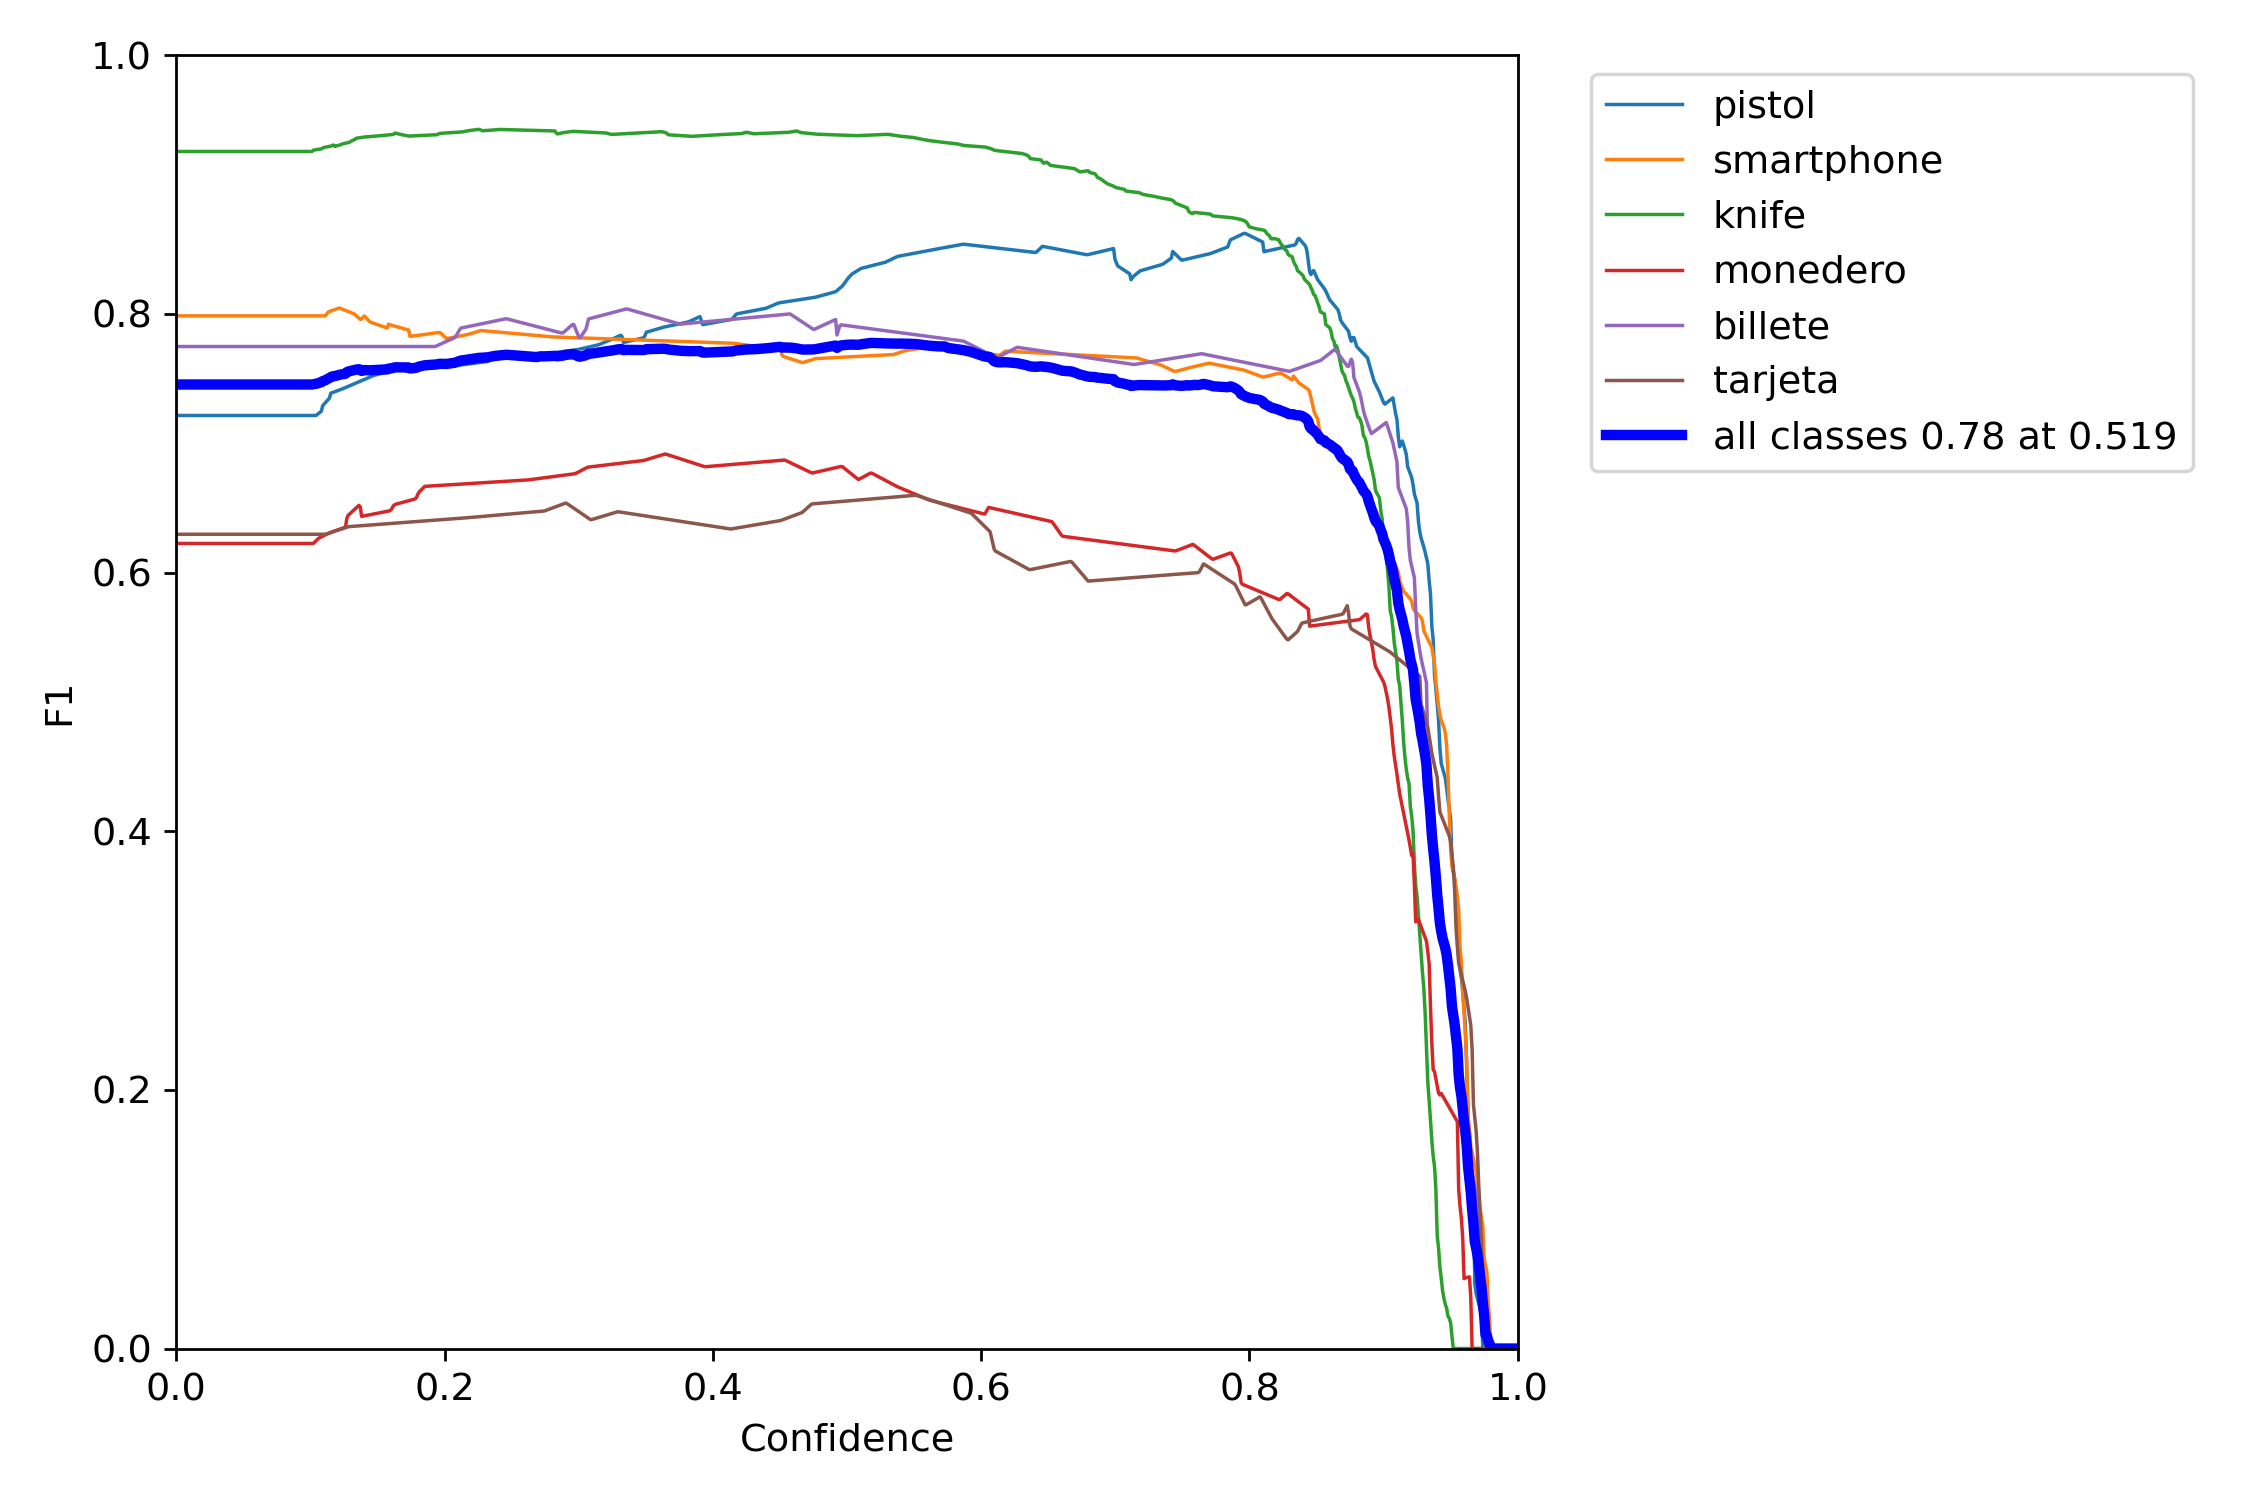 1.0
0.8
0.6
0.4
0.2
0.0
F1
0.0 0.2 0.4 0.6 0.8 1.0
Confidence
pistol
smartphone
knife
monedero
billete
tarjeta
all classes 0.78 at 0.519